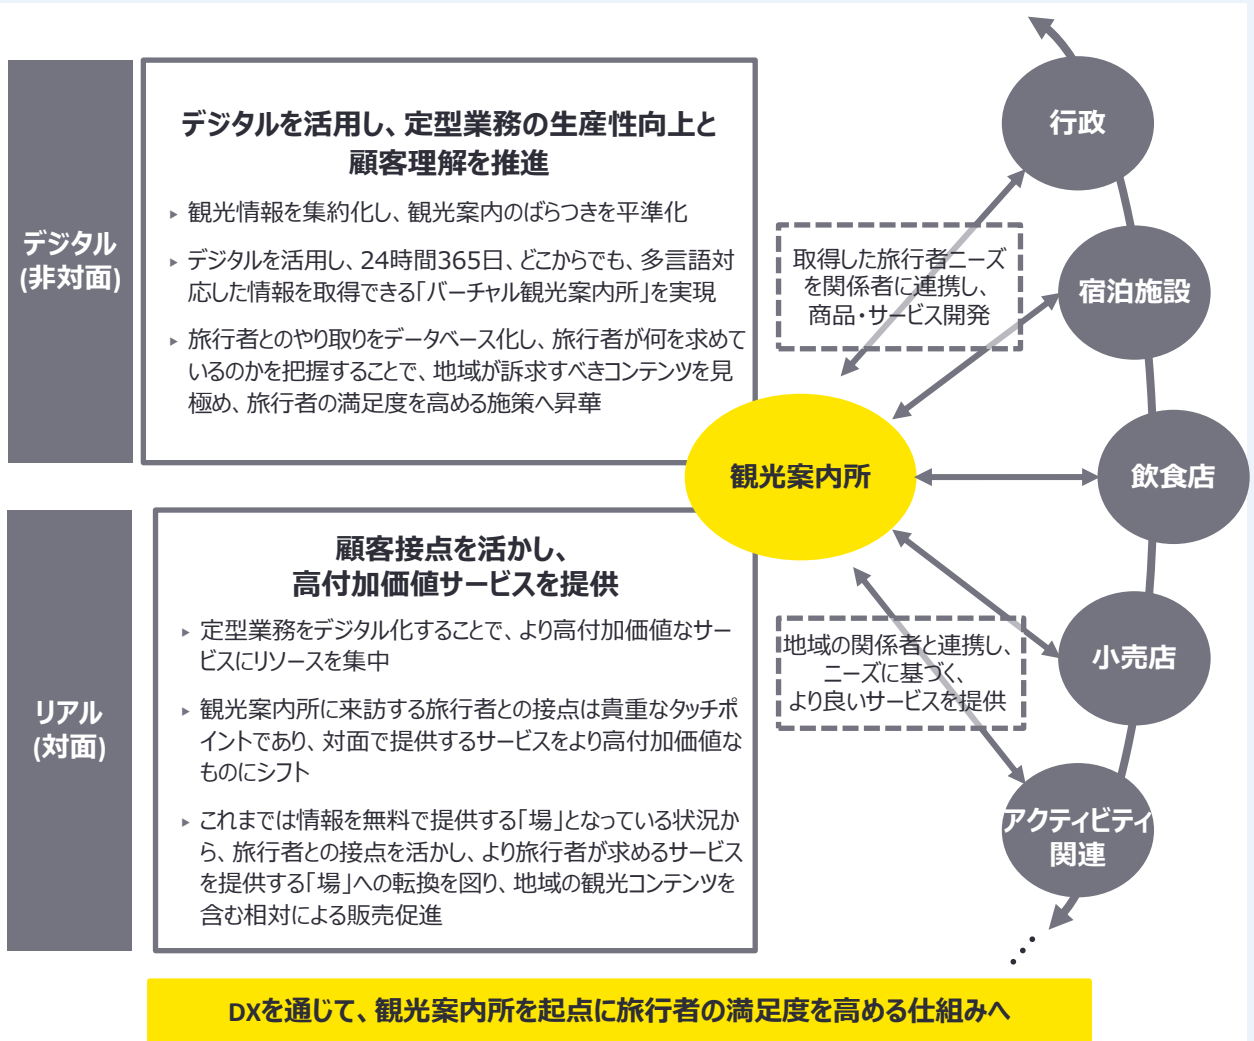 デジタル
(非対面)
デジタルを活用し、定型業務の生産性向上と
顧客理解を推進
▸ 観光情報を集約化し、観光案内のばらつきを平準化
▸ デジタルを活用し、24時間365日、どこからでも、多言語対
応した情報を取得できる「バーチャル観光案内所」を実現
▸ 旅行者とのやり取りをデータベース化し、旅行者が何を求めて
いるのかを把握することで、地域が訴求すべきコンテンツを見
極め、旅行者の満足度を高める施策へ昇華
リアル
(対面)
顧客接点を活かし、
高付加価値サービスを提供
▸ 定型業務をデジタル化することで、より高付加価値なサー
ビスにリソースを集中
▸ 観光案内所に来訪する旅行者との接点は貴重なタッチポ
イントであり、対面で提供するサービスをより高付加価値な
ものにシフト
▸ これまでは情報を無料で提供する「場」となっている状況か
ら、旅行者との接点を活かし、より旅行者が求めるサービス
を提供する「場」への転換を図り、地域の観光コンテンツを
含む相対による販売促進
観光案内所
取得した旅行者ニーズ
を関係者に連携し、
商品・サービス開発
地域の関係者と連携し、
ニーズに基づく、
より良いサービスを提供
行政
宿泊施設
飲食店
小売店
アクティビティ
関連
DXを通じて、観光案内所を起点に旅行者の満足度を高める仕組みへ